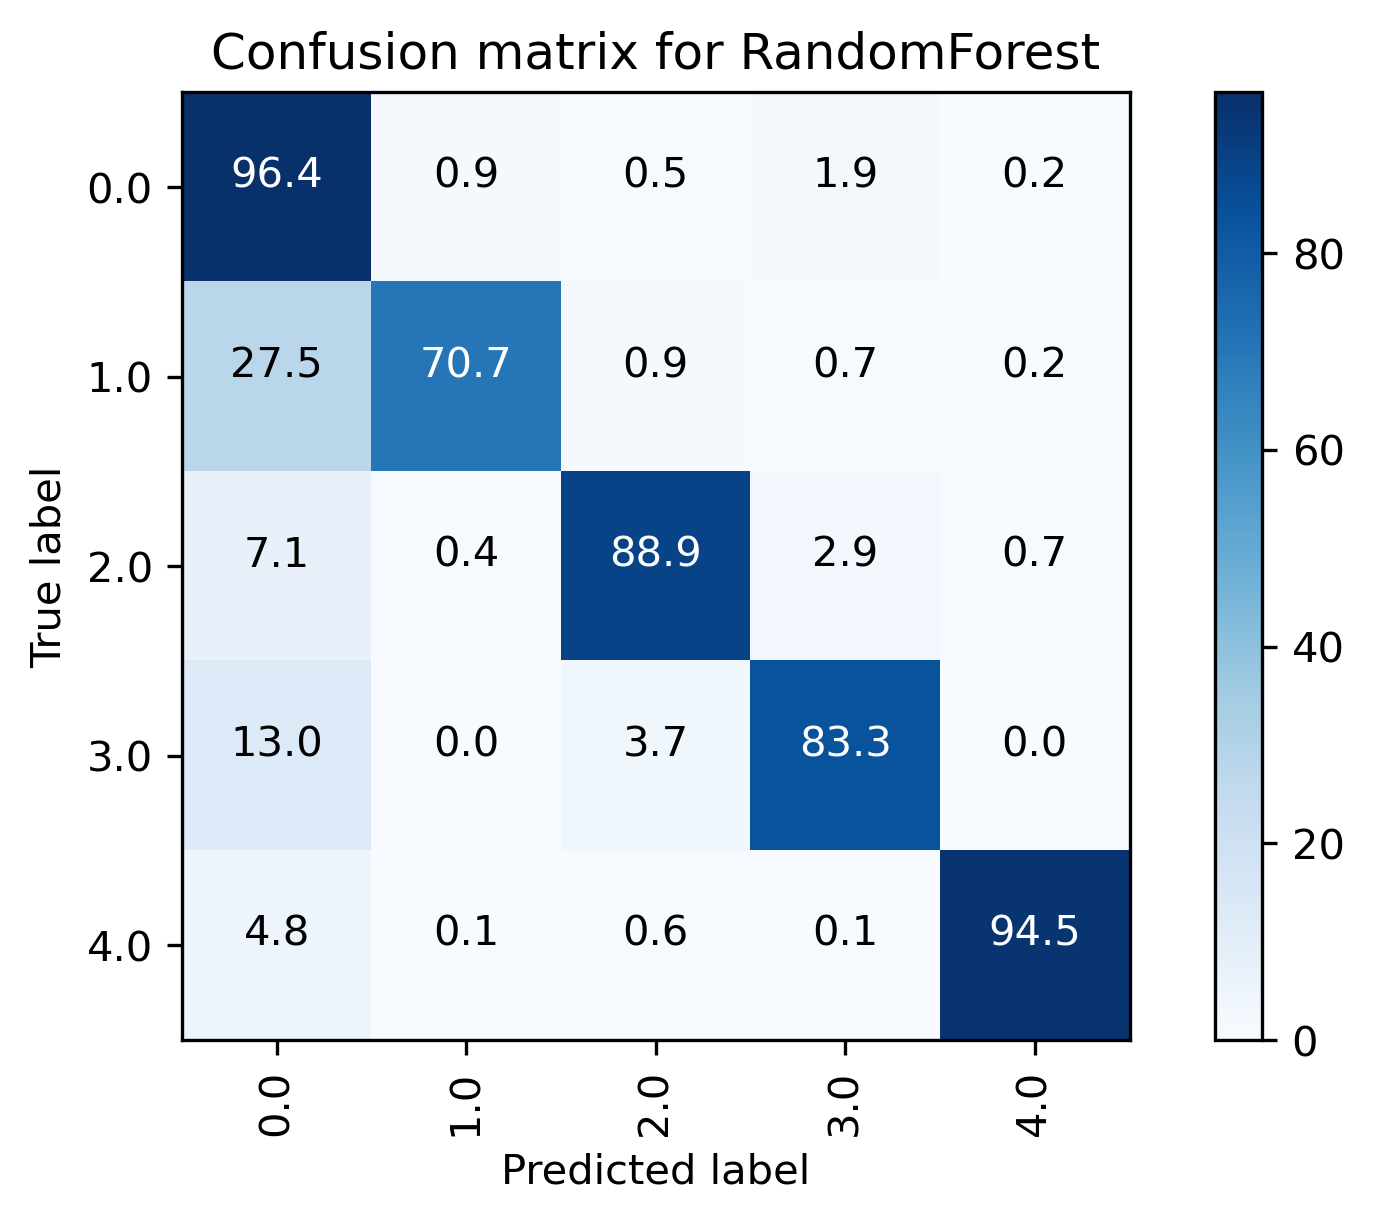 Confusion matrix for RandomForest
0.0 96.4 0.9 0.5 1.9 0.2
1.0 27.5 70.7 0.9 0.7 0.2
2.0 7.1 0.4 88.9 2.9 0.7
3.0 13.0 0.0 3.7 83.3 0.0
4.0 4.8 0.1 0.6 0.1 94.5
True label
0.0 1.0 2.0 3.0 4.0
Predicted label
80
60
40
20
0